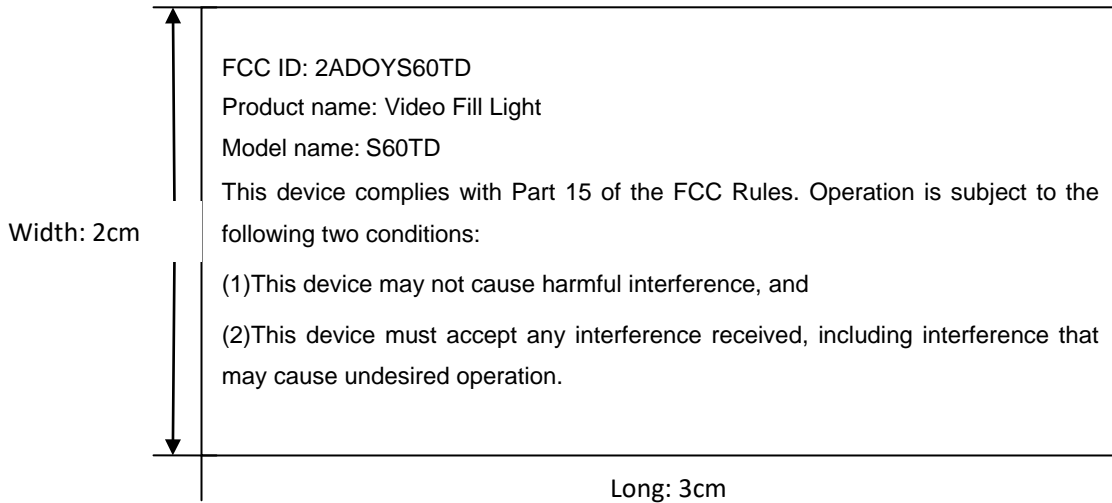 FCC ID: 2ADOYS60TD
Product name: Video Fill Light
Model name: S60TD
This device complies with Part 15 of the FCC Rules. Operation is subject to the
Width: 2cm
following two conditions:
(1)This device may not cause harmful interference, and
(2)This device must accept any interference received, including interference that
may cause undesired operation.
Long: 3cm